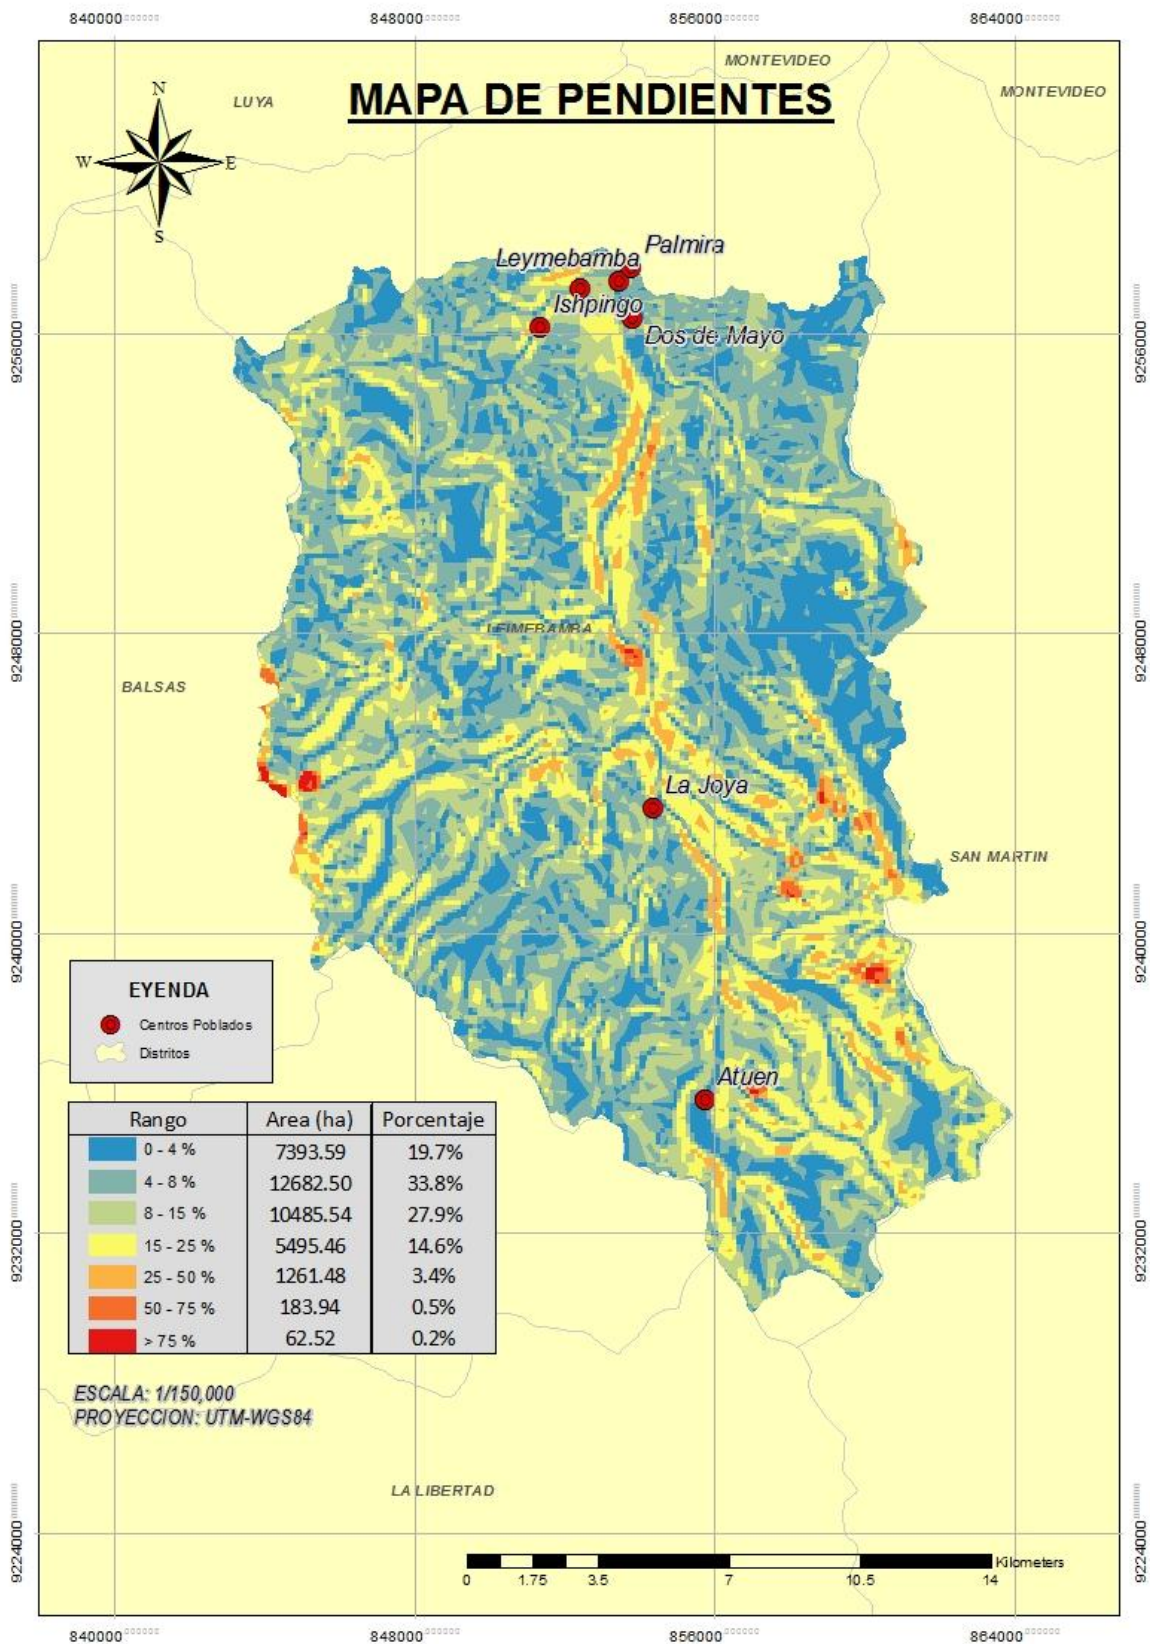 840000 848000 856000 864000
MONTEVIDEO
MONTEVIDEO
LUYA
MAPA DE PENDIENTES
N
W E
S
Palmira
Leymebamba
Ishpingo
Dos de Mayo
9256000 9256000
9248000 9248000
LEIMEBAMBA
BALSAS
La Joya
SAN MARTIN
9240000 9240000
EYENDA
Centros Poblados
Distritos
Atuen
Rango Area (ha) Porcentaje
0 - 4 % 7393.59 19.7%
4 - 8 % 12682.50 33.8%
8 - 15 % 10485.54 27.9%
15 - 25 % 5495.46 14.6%
25 - 50 % 1261.48 3.4%
50 - 75 % 183.94 0.5%
> 75 % 62.52 0.2%
9232000 9232000
ESCALA: 1/150,000
PROYECCION: UTM-WGS84
LA LIBERTAD
9224000 9224000
Kilometers
0 1.75 3.5 7 10.5 14
840000 848000 856000 864000